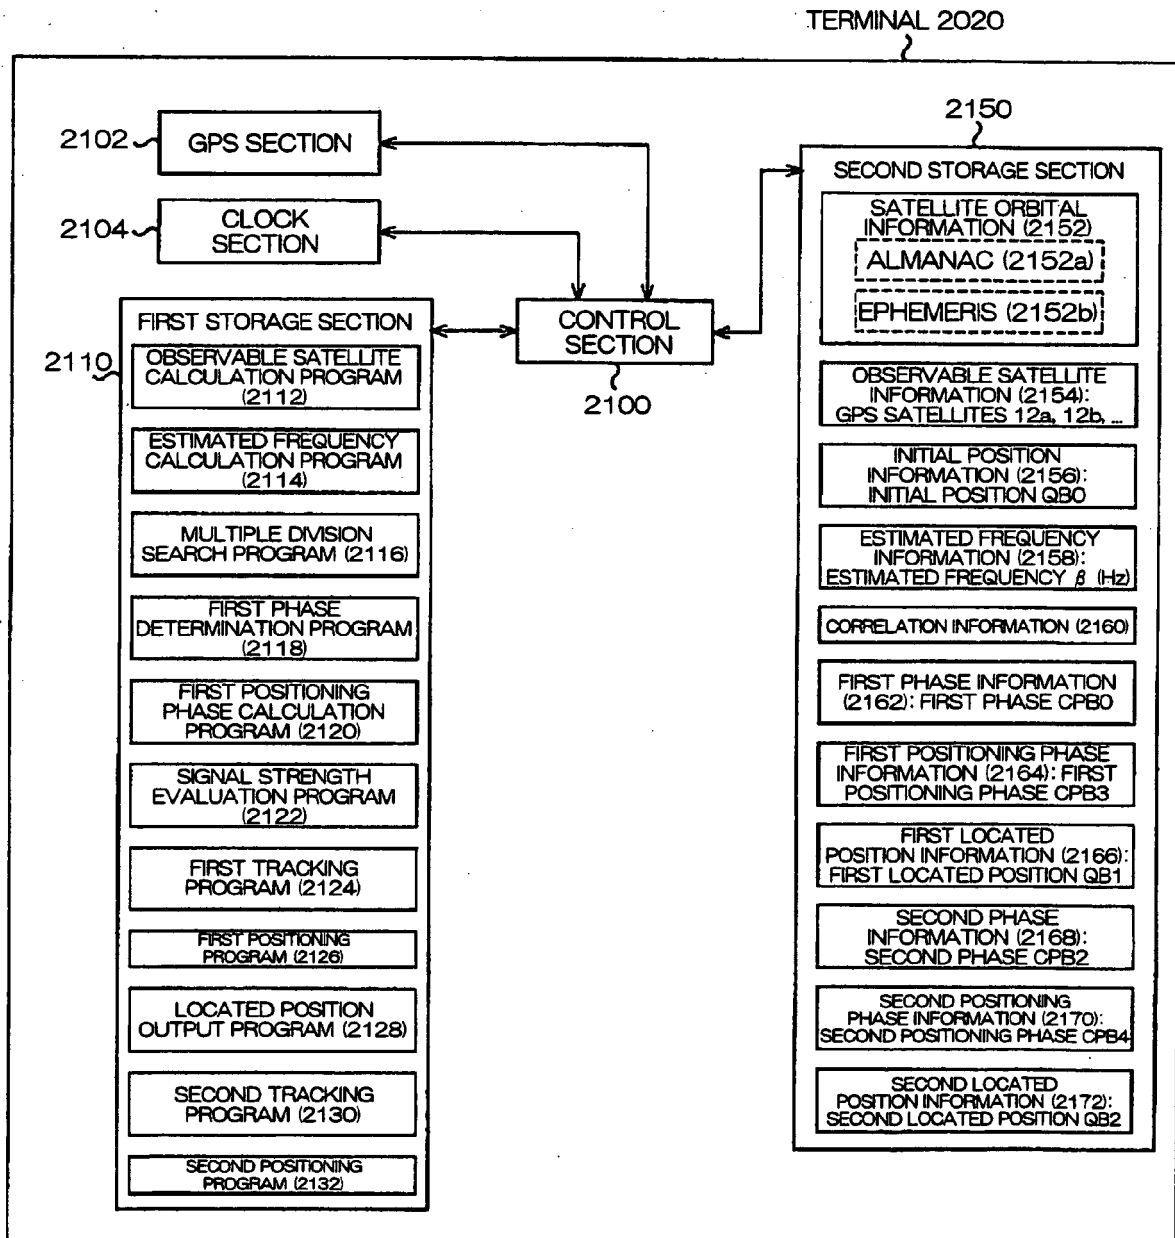 TERMINAL 2020
2102
GPS SECTION
2104
CLOCK
SECTION
CONTROL
SECTION
2100
2110
FIRST STORAGE SECTION
OBSERVABLE SATELLITE
CALCULATION PROGRAM
(2112)
ESTIMATED FREQUENCY
CALCULATION PROGRAM
(2114)
MULTIPLE DIVISION
SEARCH PROGRAM (2116)
FIRST PHASE
DETERMINATION PROGRAM
(2118)
FIRST POSITIONING
PHASE CALCULATION
PROGRAM (2120)
SIGNAL STRENGTH
EVALUATION PROGRAM
(2122)
FIRST TRACKING
PROGRAM (2124)
FIRST POSITIONING
PROGRAM (2126)
LOCATED POSITION
OUTPUT PROGRAM (2128)
SECOND TRACKING
PROGRAM (2130)
SECOND POSITIONING
PROGRAM (2132)
2150
SECOND STORAGE SECTION
SATELLITE ORBITAL
INFORMATION (2152)
ALMANAC (2152a)
EPHEMERIS (2152b)
OBSERVABLE SATELLITE
INFORMATION (2154):
GPS SATELLITES 12a, 12b, ...
INITIAL POSITION
INFORMATION (2156):
INITIAL POSITION QB0
ESTIMATED FREQUENCY
INFORMATION (2158):
ESTIMATED FREQUENCY β (Hz)
CORRELATION INFORMATION (2160)
FIRST PHASE INFORMATION
(2162): FIRST PHASE CPB0
FIRST POSITIONING PHASE
INFORMATION (2164): FIRST
POSITIONING PHASE CPB3
FIRST LOCATED
POSITION INFORMATION (2166):
FIRST LOCATED POSITION QB1
SECOND PHASE
INFORMATION (2168):
SECOND PHASE CPB2
SECOND POSITIONING
PHASE INFORMATION (2170):
SECOND POSITIONING PHASE CPB4
SECOND LOCATED
POSITION INFORMATION (2172):
SECOND LOCATED POSITION QB2